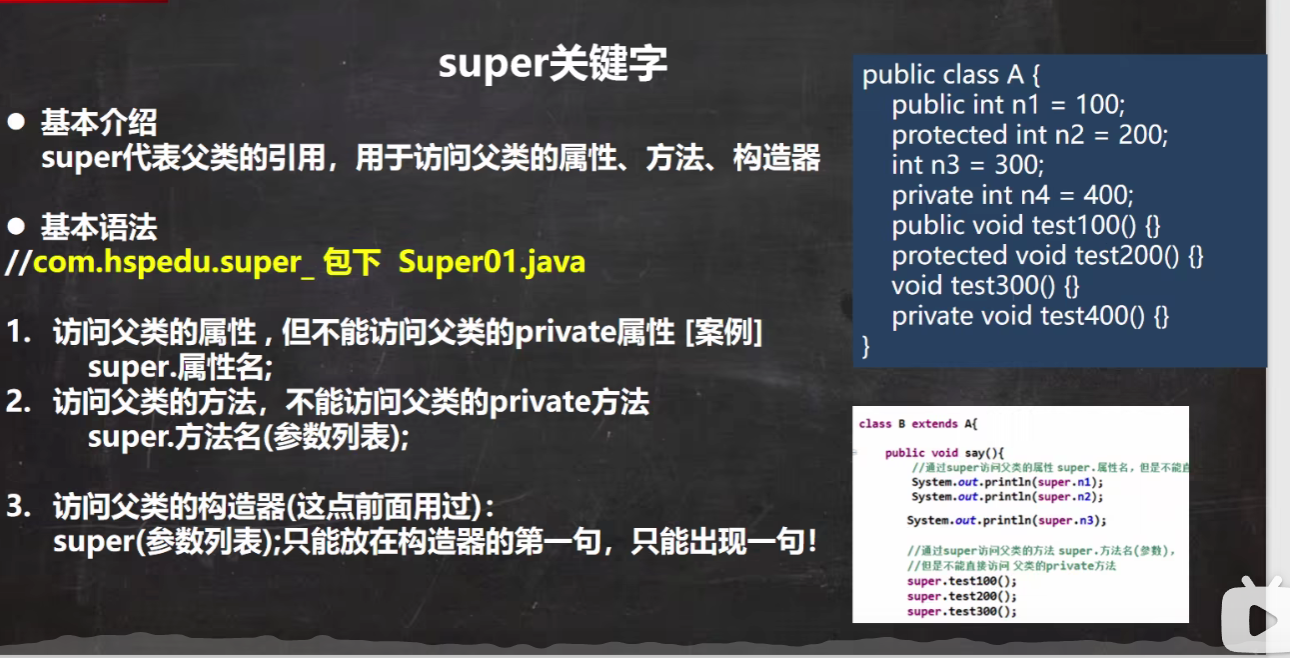 super关键字
● 基本介绍
super代表父类的引用，用于访问父类的属性、方法、构造器
● 基本语法
//com.hspedu.super_ 包下 Super01.java
1. 访问父类的属性 , 但不能访问父类的private属性 [案例]
super.属性名;
2. 访问父类的方法，不能访问父类的private方法
super.方法名(参数列表);
3. 访问父类的构造器(这点前面用过)：
super(参数列表);只能放在构造器的第一句，只能出现一句！
public class A {
public int n1 = 100;
protected int n2 = 200;
int n3 = 300;
private int n4 = 400;
public void test100() {}
protected void test200() {}
void test300() {}
private void test400() {}
}
class B extends A{
public void say(){
//通过super访问父类的属性 super.属性名，但是不能直
System.out.println(super.n1);
System.out.println(super.n2);
System.out.println(super.n3);
//通过super访问父类的方法 super.方法名(参数)，
//但是不能直接访问 父类的private方法
super.test100();
super.test200();
super.test300();